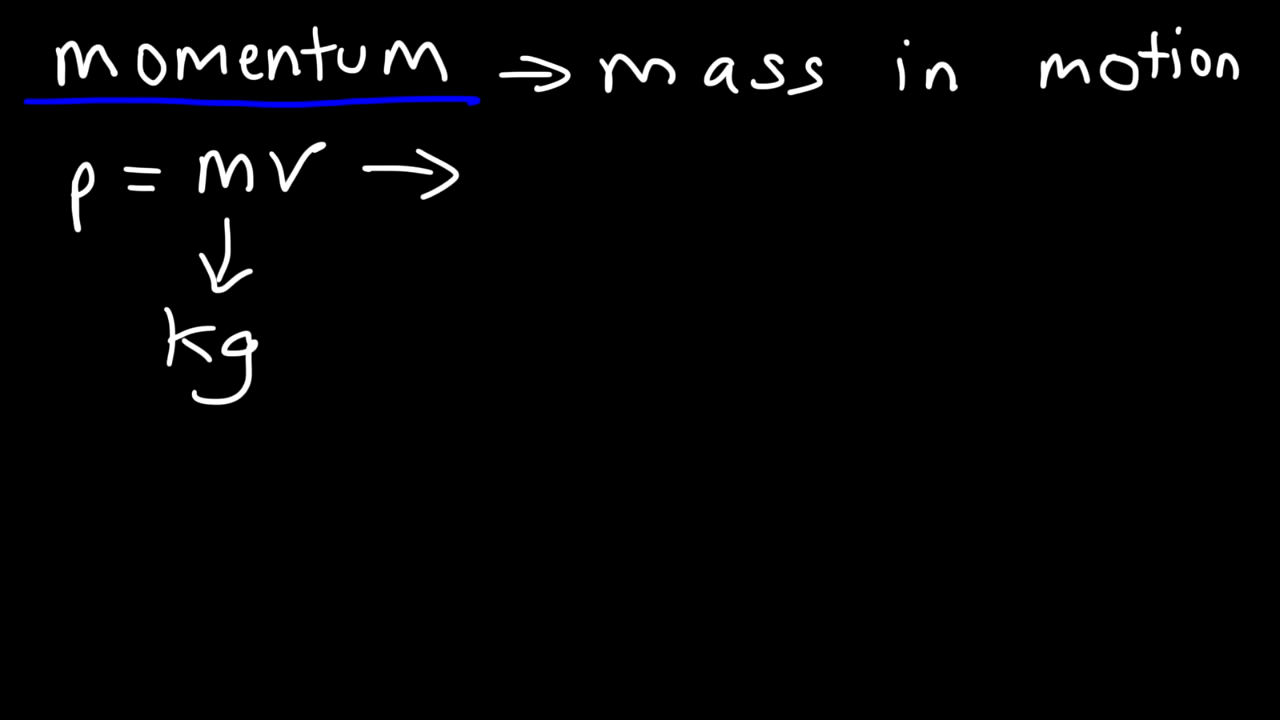 momentum → mass in motion
p = mv →
↓
kg